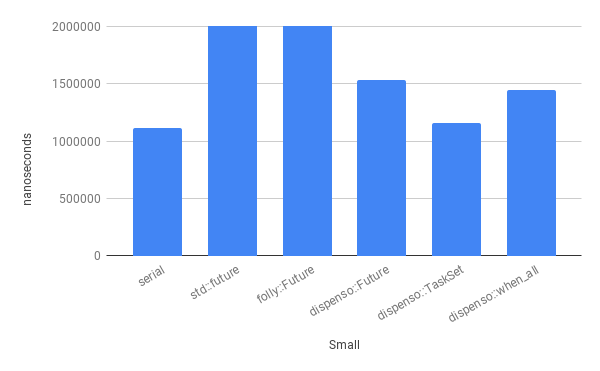 2000000
1500000
1000000
500000
0
nanoseconds
serial
std::future
folly::Future
dispenso::Future
dispenso::TaskSet
dispenso::when_all
Small